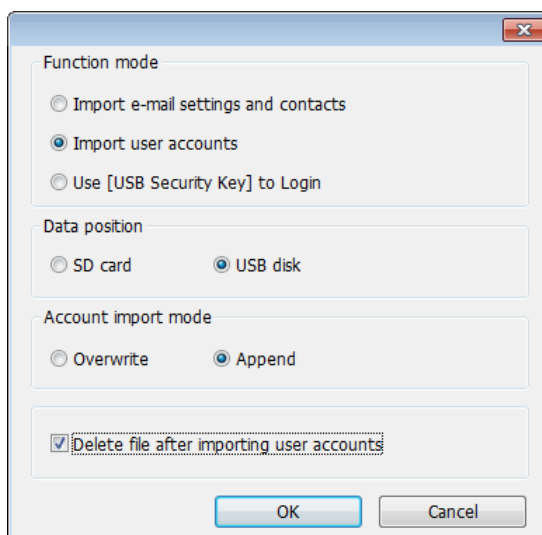 Function mode
Import e-mail settings and contacts
Import user accounts
Use [USB Security Key] to Login
Data position
SD card USB disk
Account import mode
Overwrite Append
Delete file after importing user accounts
OK Cancel